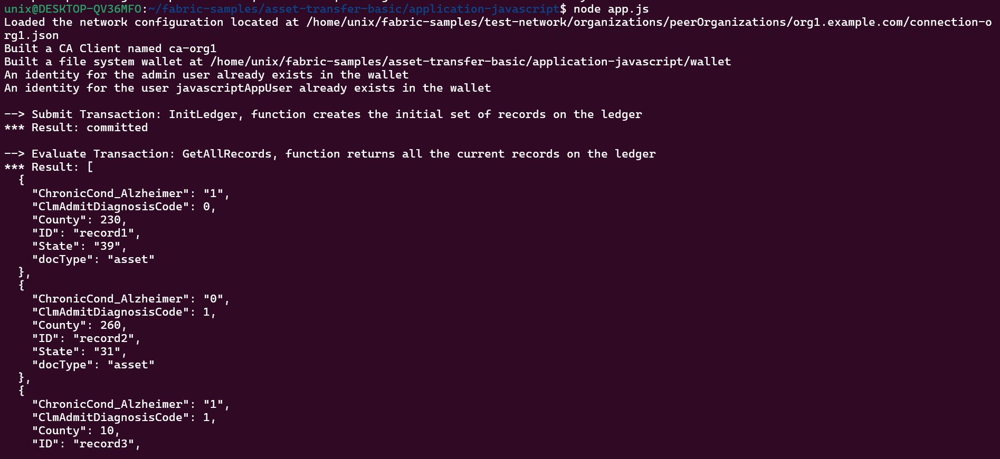 unix@DESKTOP-QV36MFO:~/fabric-samples/asset-transfer-basic/application-javascript$ node app.js
Loaded the network configuration located at /home/unix/fabric-samples/test-network/organizations/peerOrganizations/org1.example.com/connection-o
rg1.json
Built a CA Client named ca-org1
Built a file system wallet at /home/unix/fabric-samples/asset-transfer-basic/application-javascript/wallet
An identity for the admin user already exists in the wallet
An identity for the user javascriptAppUser already exists in the wallet

--> Submit Transaction: InitLedger, function creates the initial set of records on the ledger
*** Result: committed

--> Evaluate Transaction: GetAllRecords, function returns all the current records on the ledger
*** Result: [
  {
    "ChronicCond_Alzheimer": "1",
    "ClmAdmitDiagnosisCode": 0,
    "County": 230,
    "ID": "record1",
    "State": "39",
    "docType": "asset"
  },
  {
    "ChronicCond_Alzheimer": "0",
    "ClmAdmitDiagnosisCode": 1,
    "County": 260,
    "ID": "record2",
    "State": "31",
    "docType": "asset"
  },
  {
    "ChronicCond_Alzheimer": "1",
    "ClmAdmitDiagnosisCode": 1,
    "County": 10,
    "ID": "record3",